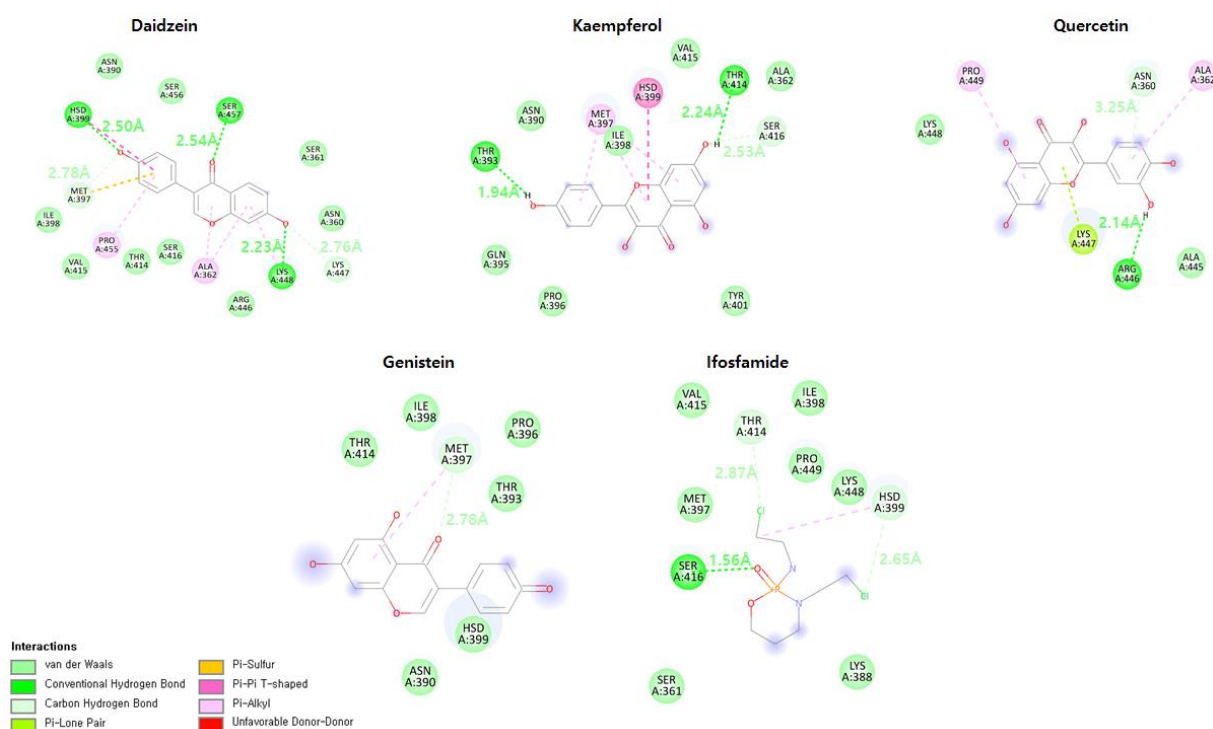 Daidzein
ASN
A:390
SER
A:456
HSD
A:399
2.50Å
SER
A:457
2.54Å
SER
A:361
2.78Å
MET
A:397
ILE
A:398
ASN
A:360
PRO
A:455
VAL
A:415
THR
A:414
SER
A:416
ALA
A:362
2.23Å
LYS
A:448
2.76Å
LYS
A:447
ARG
A:446
O
O
O
O
Kaempferol
VAL
A:415
THR
A:414
ALA
A:362
HSD
A:399
ASN
A:390
MET
A:397
ILE
A:398
2.24Å
SER
A:416
2.53Å
THR
A:393
1.94Å
GLN
A:395
PRO
A:396
TYR
A:401
H
O
O
H
O
O
O
O
Quercetin
PRO
A:449
ASN
A:360
ALA
A:362
3.25Å
LYS
A:448
LYS
A:447
2.14Å
ARG
A:446
ALA
A:445
O
O
O
O
O
O
O
H
Genistein
ILE
A:398
PRO
A:396
THR
A:414
MET
A:397
THR
A:393
2.78Å
HSD
A:399
ASN
A:390
O
O
O
O
O
Ifosfamide
VAL
A:415
ILE
A:398
THR
A:414
PRO
A:449
2.87Å
LYS
A:448
HSD
A:399
MET
A:397
Cl
SER
A:416
1.56Å
2.65Å
O
N
P
O
N
Cl
SER
A:361
LYS
A:388
Interactions
van der Waals
Conventional Hydrogen Bond
Carbon Hydrogen Bond
Pi-Lone Pair
Pi-Sulfur
Pi-Pi T-shaped
Pi-Alkyl
Unfavorable Donor-Donor